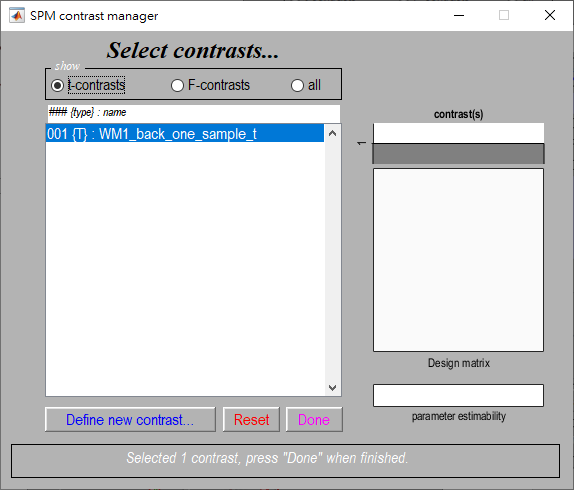 SPM contrast manager
Select contrasts...
show
t-contrasts
F-contrasts
all
### {type} : name
001 {T} : WM1_back_one_sample_t
contrast(s)
1
Design matrix
parameter estimability
Define new contrast...
Reset
Done
Selected 1 contrast, press "Done" when finished.